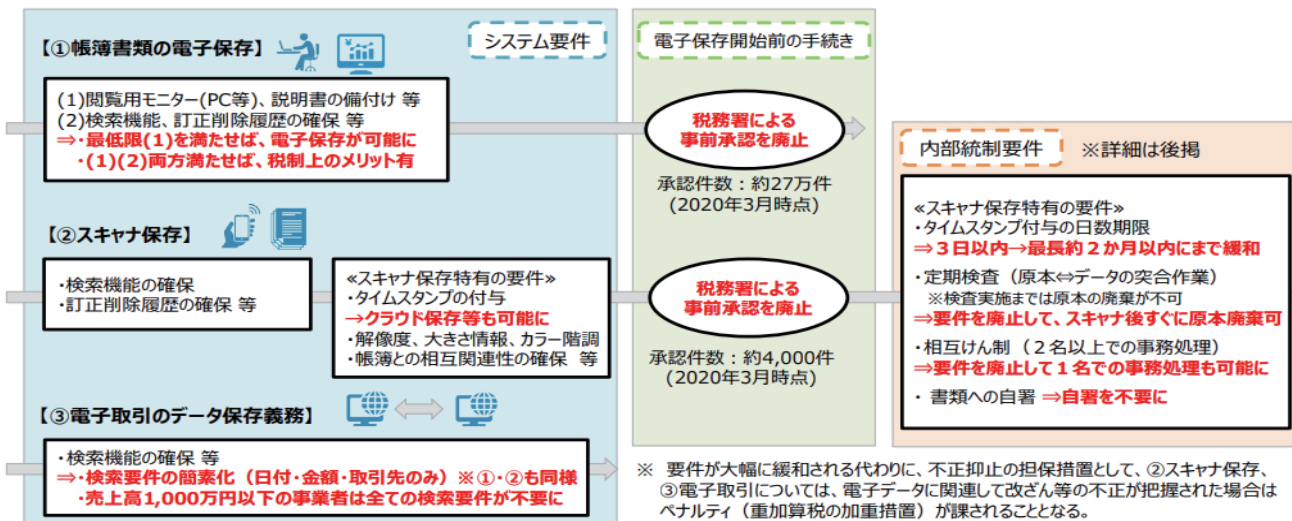 【①帳簿書類の電子保存】
システム要件
(1)閲覧用モニター(PC等)、説明書の備付け 等
(2)検索機能、訂正削除履歴の確保 等
⇒・最低限(1)を満たせば、電子保存が可能に
・(1)(2)両方満たせば、税制上のメリット有
電子保存開始前の手続き
税務署による
事前承認を廃止
承認件数：約27万件
(2020年3月時点)
【②スキャナ保存】
・検索機能の確保
・訂正削除履歴の確保 等
≪スキャナ保存特有の要件≫
・タイムスタンプの付与
→クラウド保存等も可能に
・解像度、大きさ情報、カラー階調
・帳簿との相互関連性の確保 等
税務署による
事前承認を廃止
承認件数：約4,000件
(2020年3月時点)
内部統制要件 ※詳細は後掲
≪スキャナ保存特有の要件≫
・タイムスタンプ付与の日数期限
⇒３日以内→最長約２か月以内にまで緩和
・定期検査（原本⇔データの突合作業）
※検査実施までは原本の廃棄が不可
⇒要件を廃止して、スキャナ後すぐに原本廃棄可
・相互けん制（２名以上での事務処理）
⇒要件を廃止して１名での事務処理も可能に
・ 書類への自署 ⇒自署を不要に
【③電子取引のデータ保存義務】
・検索機能の確保 等
⇒・検索要件の簡素化（日付・金額・取引先のみ）※①・②も同様
・売上高1,000万円以下の事業者は全ての検索要件が不要に
※ 要件が大幅に緩和される代わりに、不正抑止の担保措置として、②スキャナ保存、
③電子取引については、電子データに関連して改ざん等の不正が把握された場合は
ペナルティ（重加算税の加重措置）が課されることとなる。